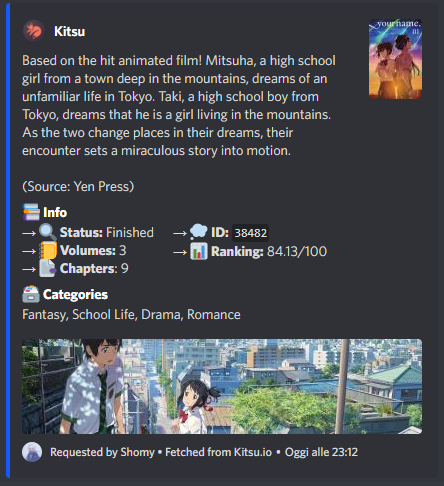 Kitsu
your name.
III
Based on the hit animated film! Mitsuha, a high school
girl from a town deep in the mountains, dreams of an
unfamiliar life in Tokyo. Taki, a high school boy from
Tokyo, dreams that he is a girl living in the mountains.
As the two change places in their dreams, their
encounter sets a miraculous story into motion.
(Source: Yen Press)
Info
→ Status: Finished → ID: 38482
→ Volumes: 3 → Ranking: 84.13/100
→ Chapters: 9
Categories
Fantasy, School Life, Drama, Romance
Requested by Shomy • Fetched from Kitsu.io • Oggi alle 23:12